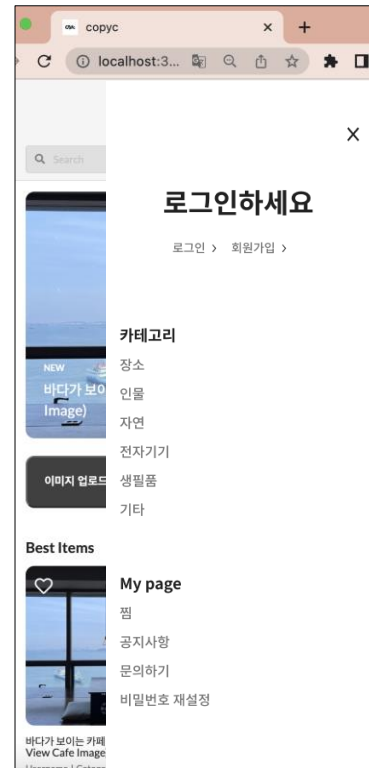 copyc
localhost:3...
Search
로그인하세요
로그인 > 회원가입 >
NEW
바다가 보이
Image)
카테고리
장소
인물
자연
전자기기
생필품
기타
이미지 업로드
Best Items
My page
찜
공지사항
문의하기
비밀번호 재설정
바다가 보이는 카페
View Cafe Image